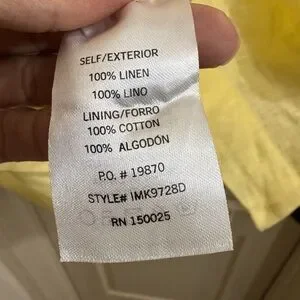 SELF/EXTERIOR
100% LINEN
100% LINO
LINING/FORRO
100% COTTON
100% ALGODÓN
P.O. # 19870
STYLE# IMK9728D
RN 150025